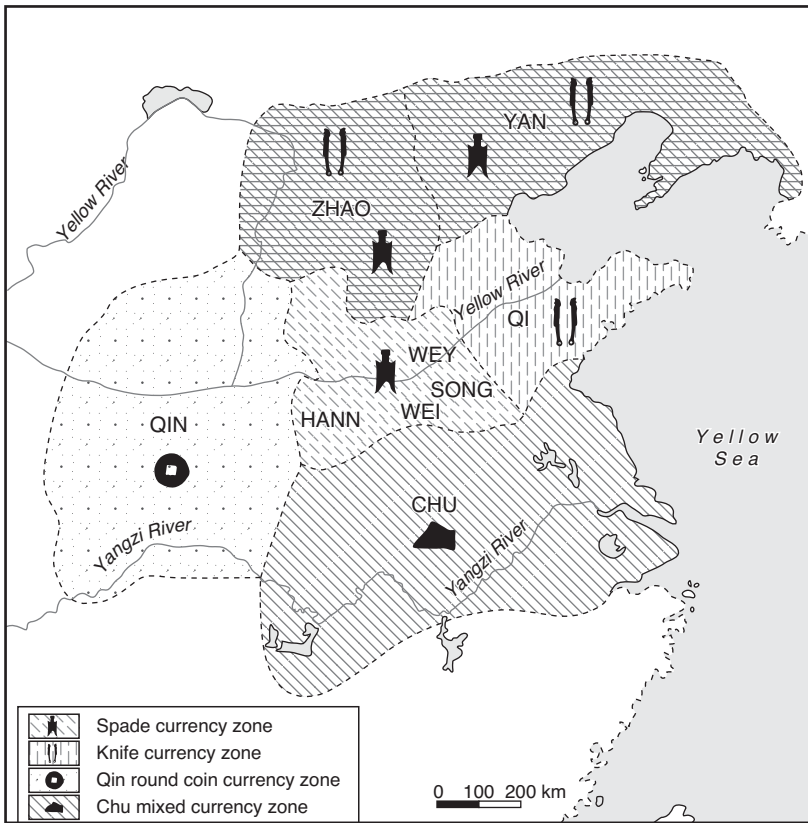 YAN
Yellow River
ZHAO
Yellow River
QI
WEY
SONG
HANN
WEI
QIN
Yellow
Sea
CHU
Yangzi River
Yangzi River
Spade currency zone
Knife currency zone
Qin round coin currency zone
Chu mixed currency zone
0 100 200 km